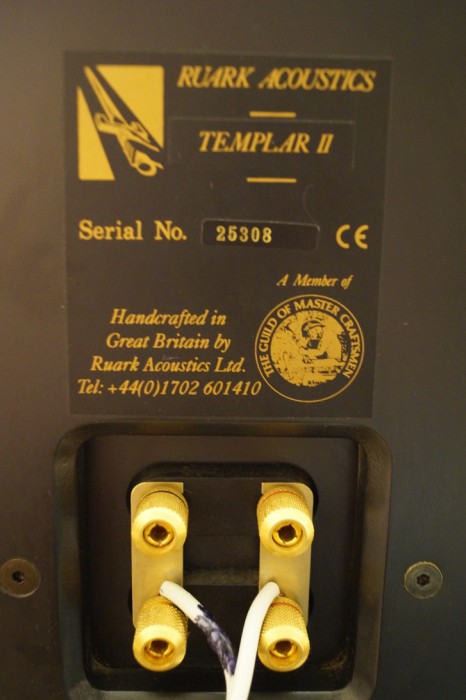 RUARK ACOUSTICS
TEMPLAR II
Serial No. 25308 CE
A Member of
THE GUILD OF MASTER CRAFTSMEN
Handcrafted in
Great Britain by
Ruark Acoustics Ltd.
Tel: +44(0)1702 601410